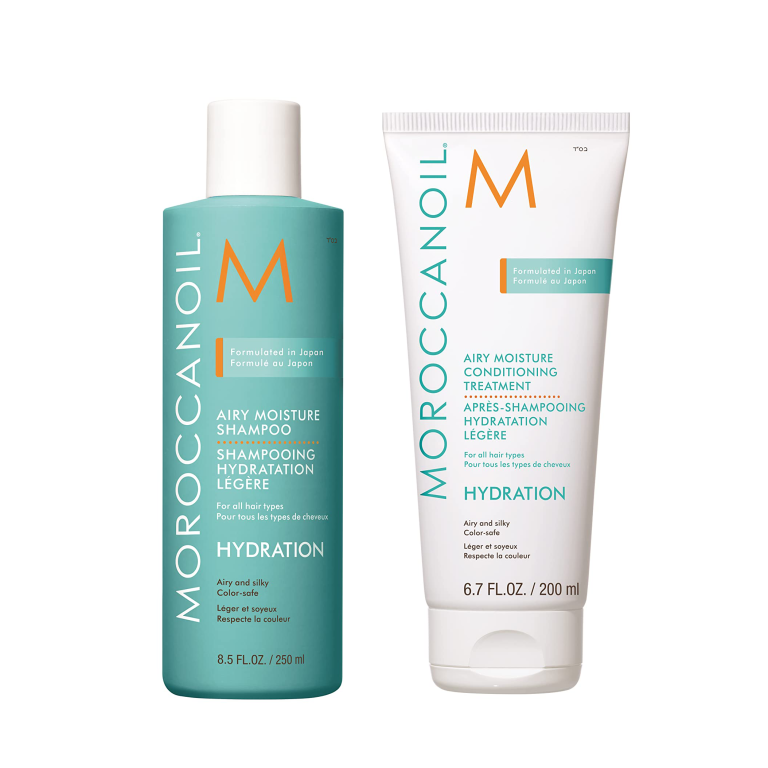 MOROCCANOIL®
M
Formulated in Japan
Formulé au Japon
AIRY MOISTURE
SHAMPOO
SHAMPOOING
HYDRATATION
LÉGÈRE
For all hair types
Pour tous les types de cheveux
HYDRATION
Airy and silky
Color-safe
Léger et soyeux
Respecte la couleur
8.5 FL.OZ. / 250 ml
MOROCCANOIL®
M
Formulated in Japan
Formulé au Japon
AIRY MOISTURE
CONDITIONING
TREATMENT
APRÈS-SHAMPOOING
HYDRATATION
LÉGÈRE
For all hair types
Pour tous les types de cheveux
HYDRATION
Airy and silky
Color-safe
Léger et soyeux
Respecte la couleur
6.7 FL.OZ. / 200 ml